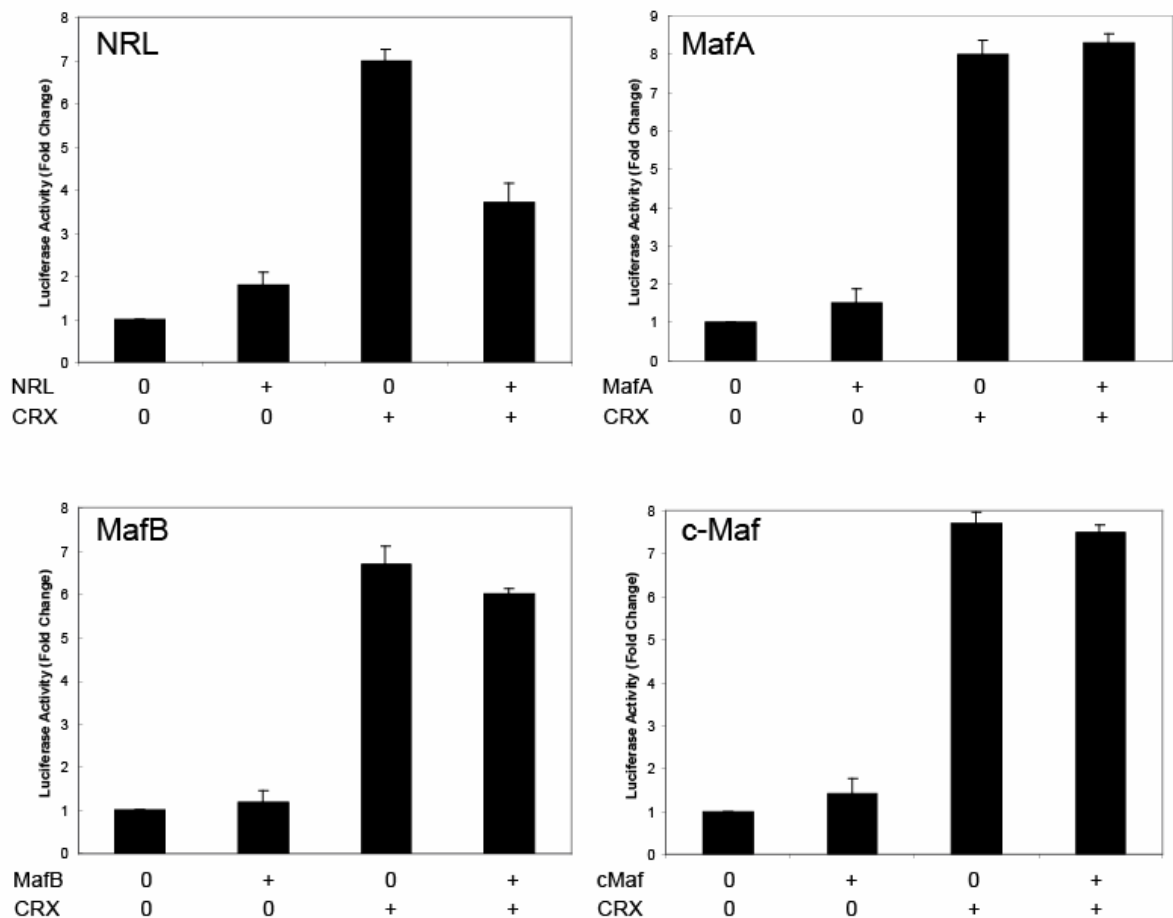 NRL
Luciferase Activity (Fold Change)
8
7
6
5
4
3
2
1
0
NRL 0 + 0 +
CRX 0 0 + +
MafA
Luciferase Activity (Fold Change)
9
8
7
6
5
4
3
2
1
0
MafA 0 + 0 +
CRX 0 0 + +
MafB
Luciferase Activity (Fold Change)
8
7
6
5
4
3
2
1
0
MafB 0 + 0 +
CRX 0 0 + +
c-Maf
Luciferase Activity (Fold Change)
8
7
6
5
4
3
2
1
0
cMaf 0 + 0 +
CRX 0 0 + +